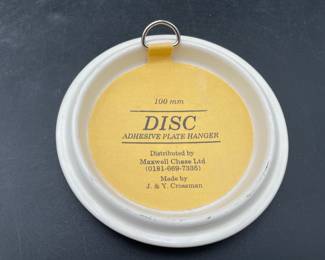 100 mm
DISC
ADHESIVE PLATE HANGER
Distributed by
Maxwell Chase Ltd.
(0181-669-7335)
Made by
J. & Y. Crossman